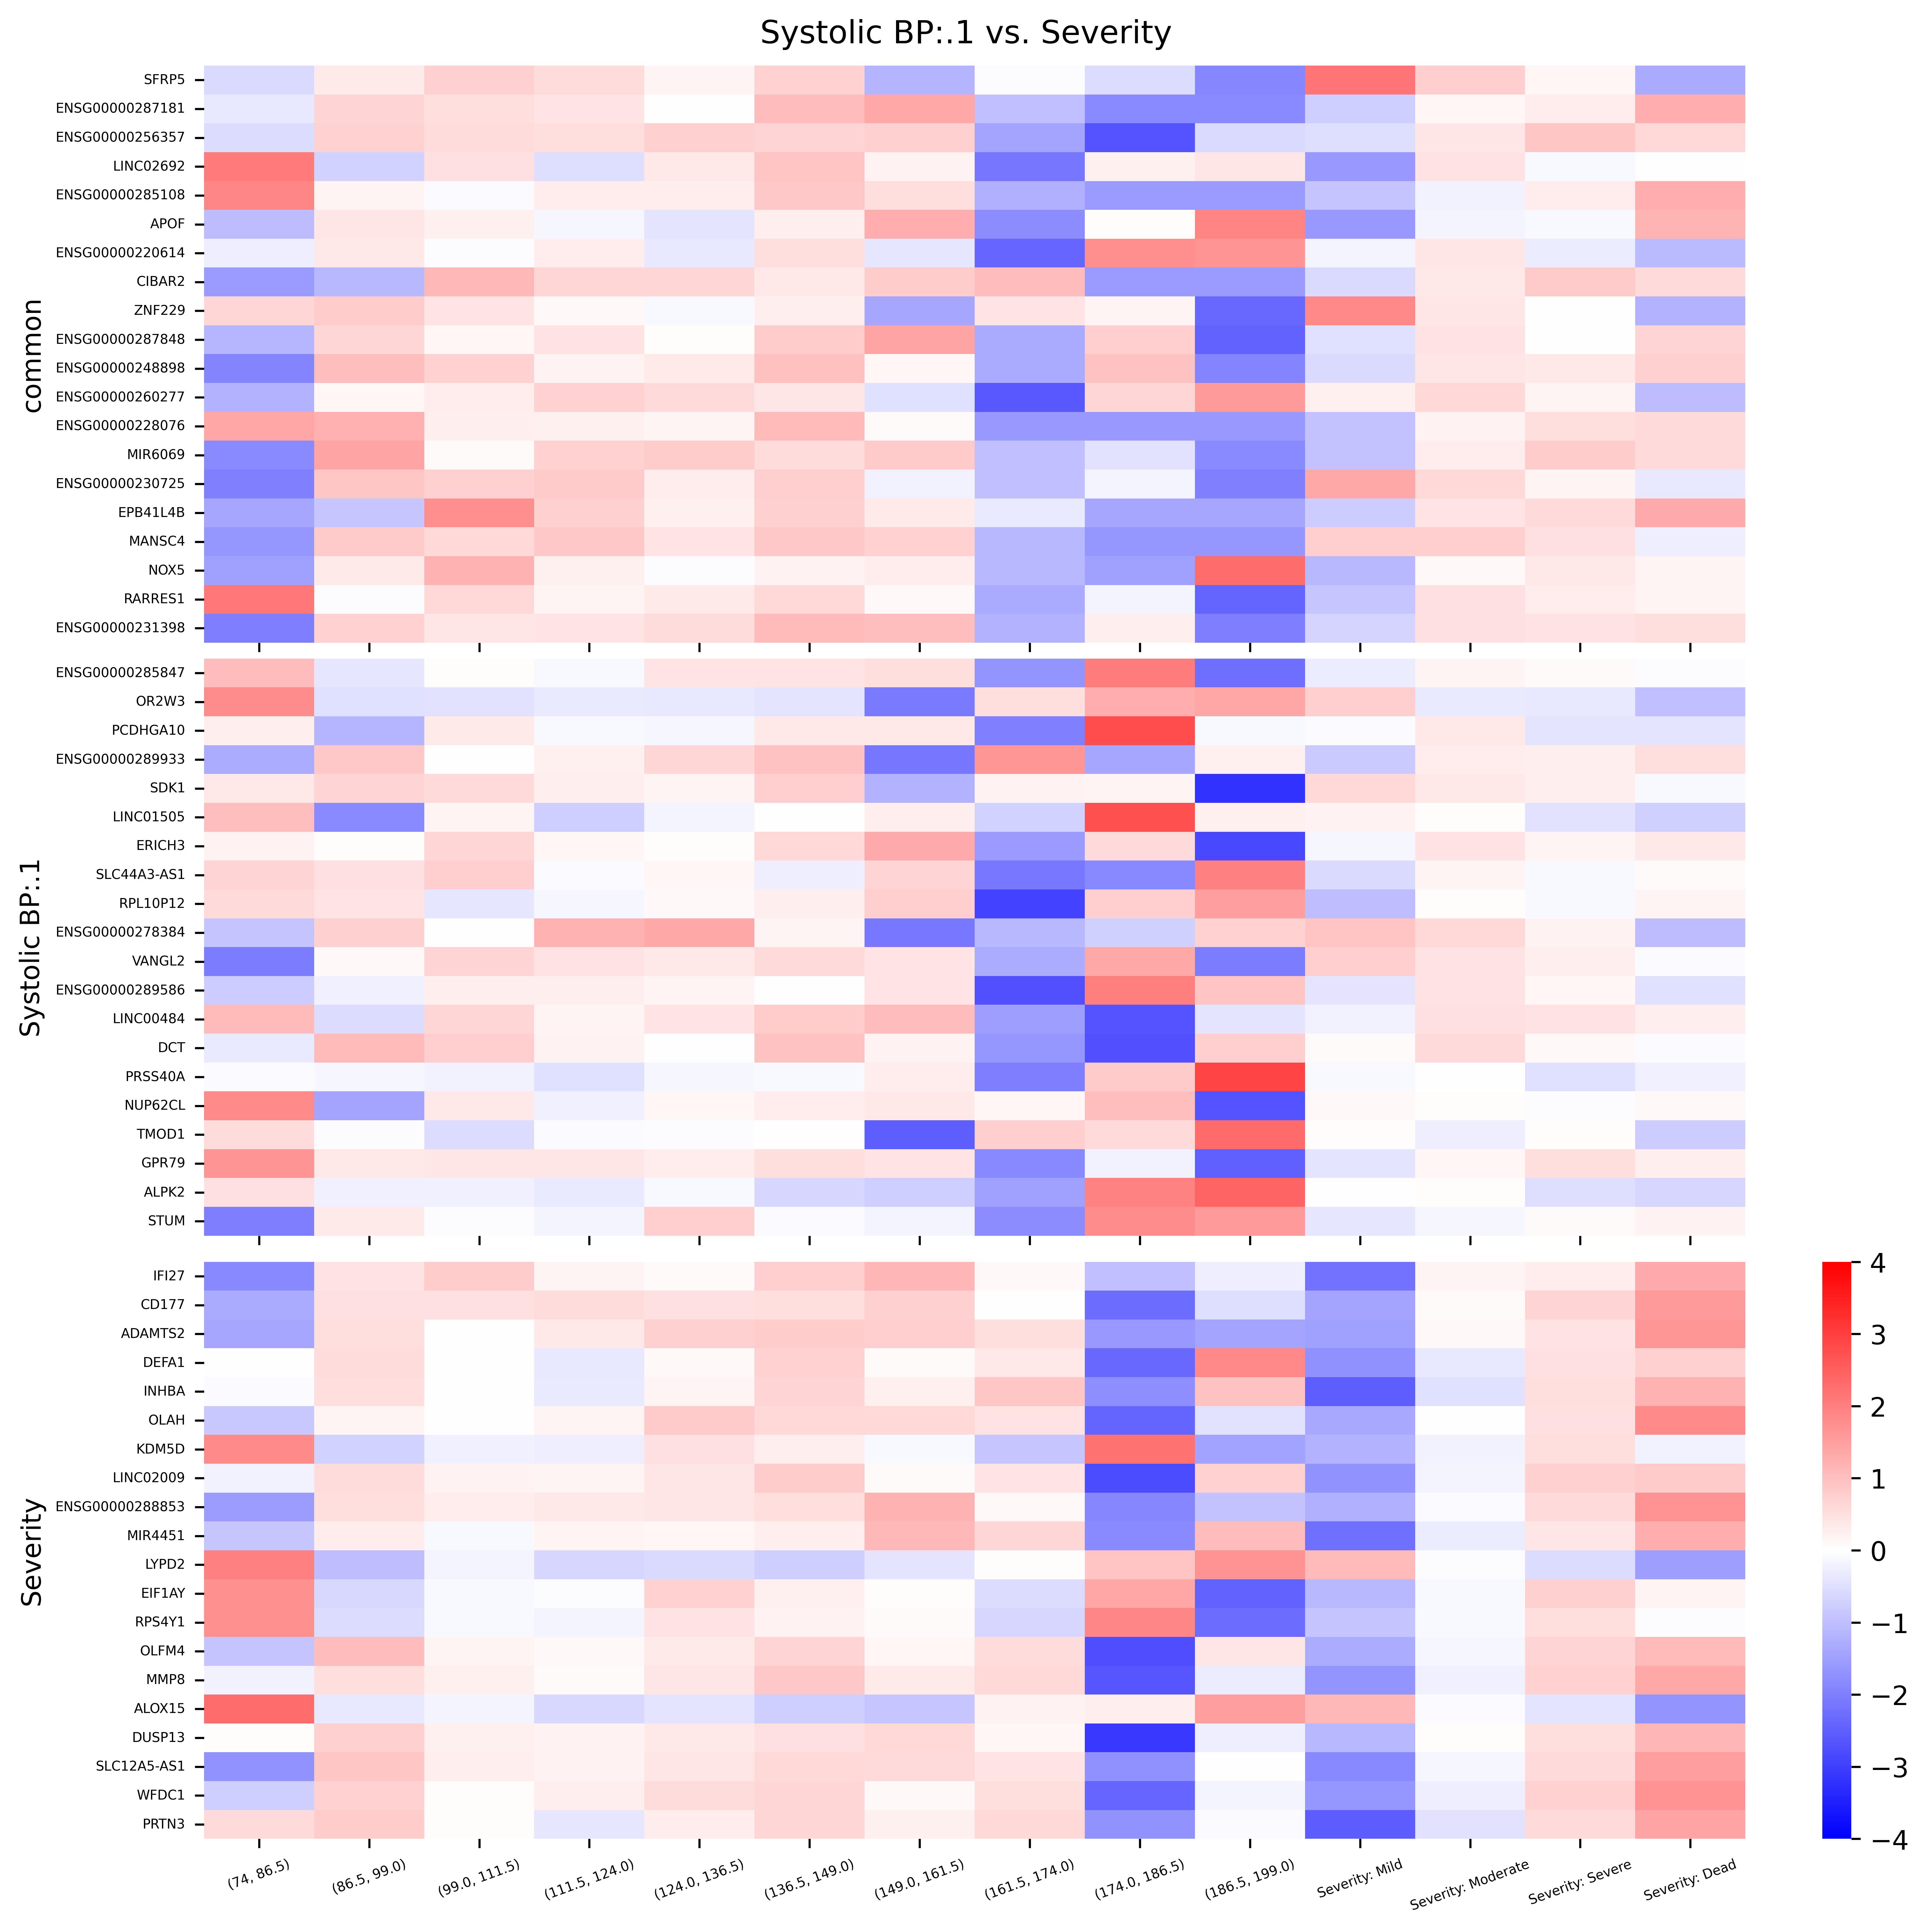 Systolic BP:.1 vs. Severity
common
SFRP5
ENSG00000287181
ENSG00000256357
LINC02692
ENSG00000285108
APOF
ENSG00000220614
CIBAR2
ZNF229
ENSG00000287848
ENSG00000248898
ENSG00000260277
ENSG00000228076
MIR6069
ENSG00000230725
EPB41L4B
MANSC4
NOX5
RARRES1
ENSG00000231398
Systolic BP:.1
ENSG00000285847
OR2W3
PCDHGA10
ENSG00000289933
SDK1
LINC01505
ERICH3
SLC44A3-AS1
RPL10P12
ENSG00000278384
VANGL2
ENSG00000289586
LINC00484
DCT
PRSS40A
NUP62CL
TMOD1
GPR79
ALPK2
STUM
Severity
IFI27
CD177
ADAMTS2
DEFA1
INHBA
OLAH
KDM5D
LINC02009
ENSG00000288853
MIR4451
LYPD2
EIF1AY
RPS4Y1
OLFM4
MMP8
ALOX15
DUSP13
SLC12A5-AS1
WFDC1
PRTN3
(74, 86.5)
(86.5, 99.0)
(99.0, 111.5)
(111.5, 124.0)
(124.0, 136.5)
(136.5, 149.0)
(149.0, 161.5)
(161.5, 174.0)
(174.0, 186.5)
(186.5, 199.0)
Severity: Mild
Severity: Moderate
Severity: Severe
Severity: Dead
4
3
2
1
0
−1
−2
−3
−4